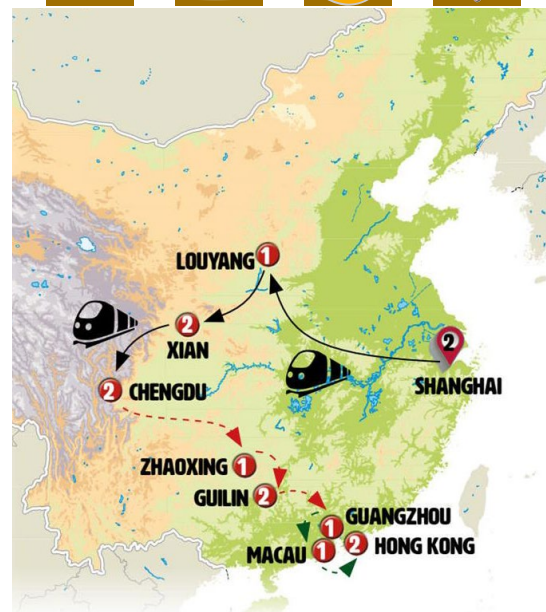 LOUYANG 1
2
XIAN
2 CHENGDU
2
SHANGHAI
ZHAOXING 1
GUILIN 2
GUANGZHOU
1
MACAU 1
2 HONG KONG